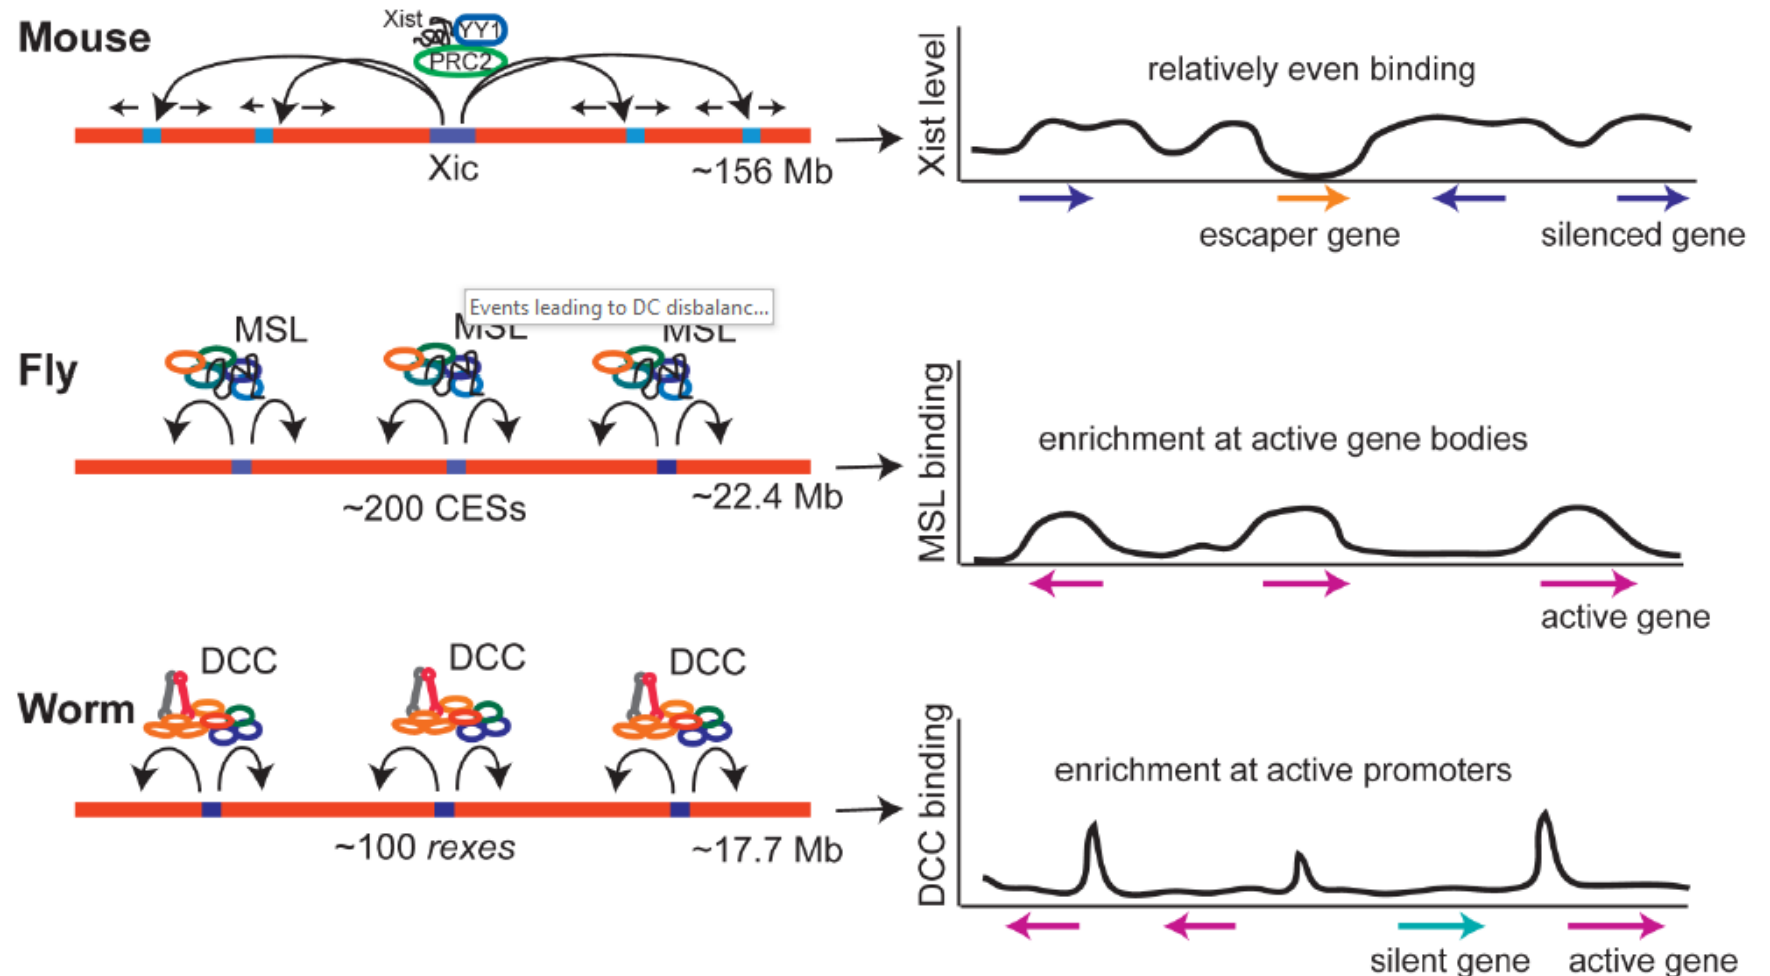 Mouse
Xist
YY1
PRC2
Xic
~156 Mb
Xist level
relatively even binding
escaper gene
silenced gene
Fly
MSL
MSL
MSL
Events leading to DC disbalanc...
~200 CESs
~22.4 Mb
MSL binding
enrichment at active gene bodies
active gene
Worm
DCC
DCC
DCC
~100 rexes
~17.7 Mb
DCC binding
enrichment at active promoters
silent gene
active gene